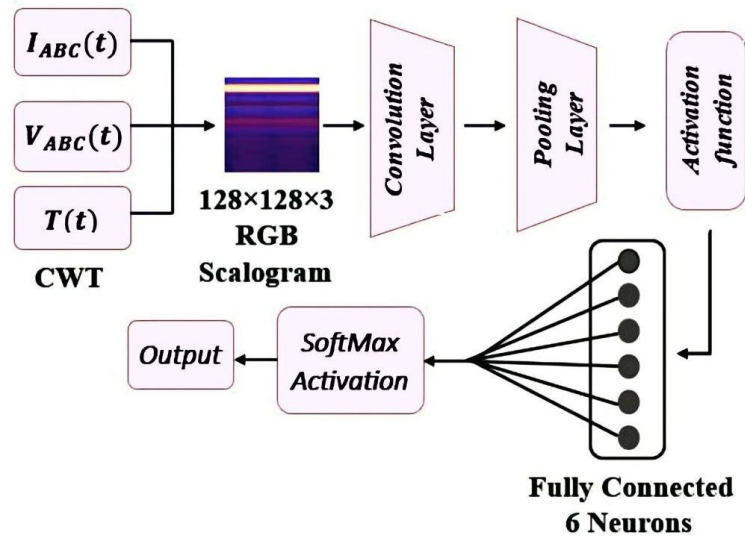 I_ABC(t)
V_ABC(t)
T(t)
CWT
128×128×3
RGB
Scalogram
Convolution
Layer
Pooling
Layer
Activation
function
Fully Connected
6 Neurons
SoftMax
Activation
Output